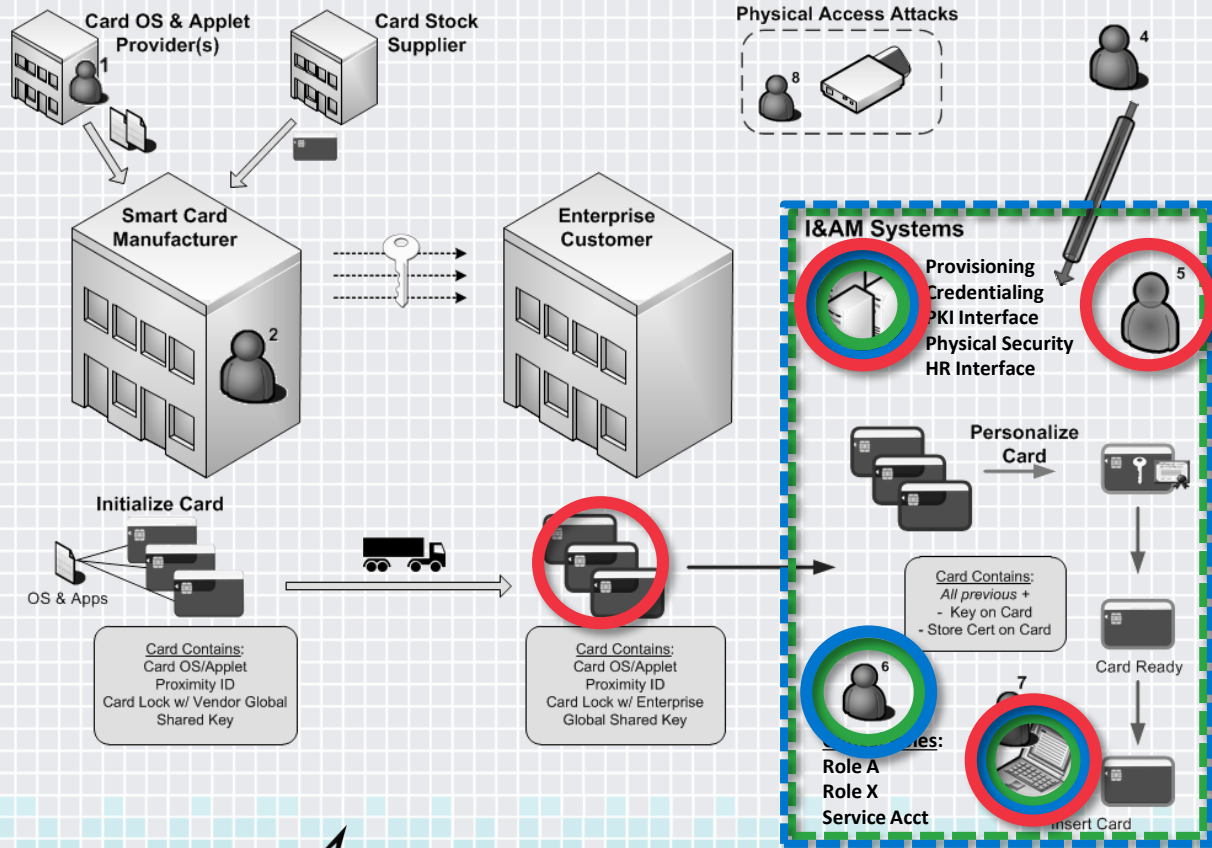 Card OS & Applet
Provider(s)
1
Card Stock
Supplier
Physical Access Attacks
8
4
Smart Card
Manufacturer
2
Enterprise
Customer
I&AM Systems
Provisioning
Credentialing
PKI Interface
Physical Security
HR Interface
5
Personalize
Card
Initialize Card
OS & Apps
Card Contains:
Card OS/Applet
Proximity ID
Card Lock w/ Vendor Global
Shared Key
Card Contains:
Card OS/Applet
Proximity ID
Card Lock w/ Enterprise
Global Shared Key
Card Contains:
All previous +
- Key on Card
- Store Cert on Card
Card Ready
6
7
Role A
Role X
Service Acct
Insert Card